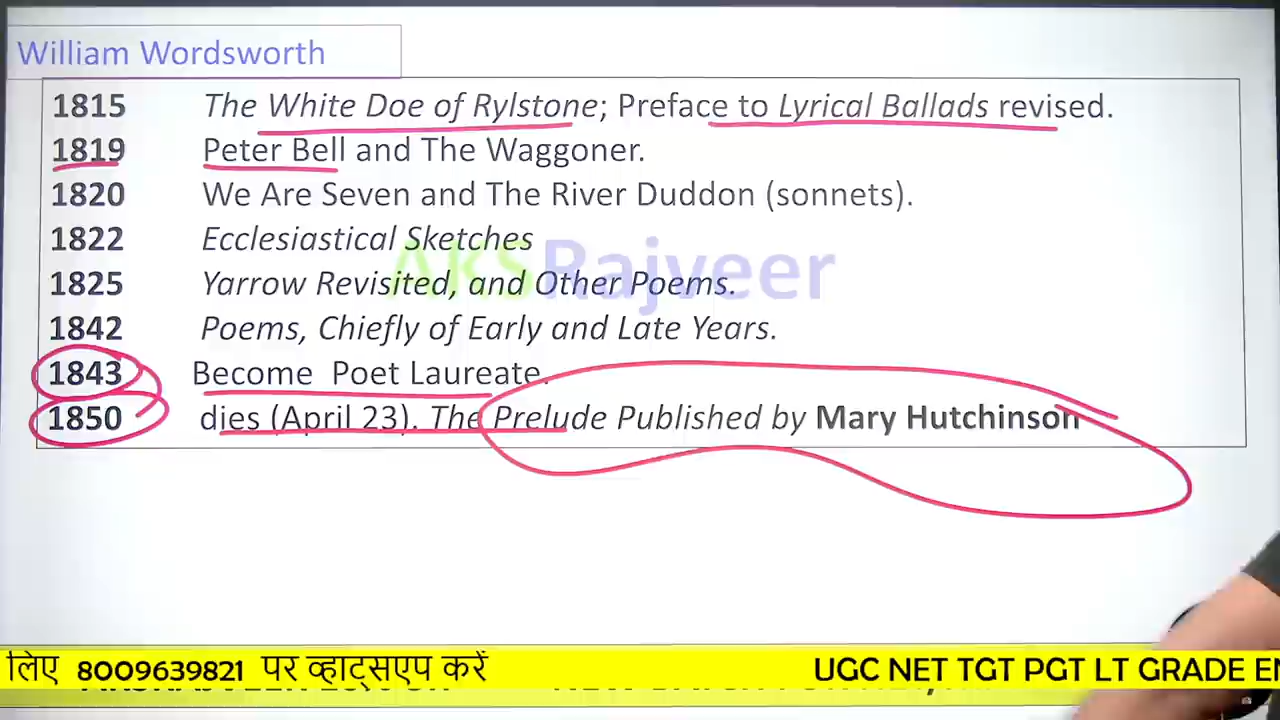 William Wordsworth
1815 The White Doe of Rylstone; Preface to Lyrical Ballads revised.
1819 Peter Bell and The Waggoner.
1820 We Are Seven and The River Duddon (sonnets).
1822 Ecclesiastical Sketches
AKSRajveer
1825 Yarrow Revisited, and Other Poems.
1842 Poems, Chiefly of Early and Late Years.
1843 Become Poet Laureate.
1850 dies (April 23). The Prelude Published by Mary Hutchinson
लिए 8009639821 पर व्हाट्सएप करें UGC NET TGT PGT LT GRADE EN